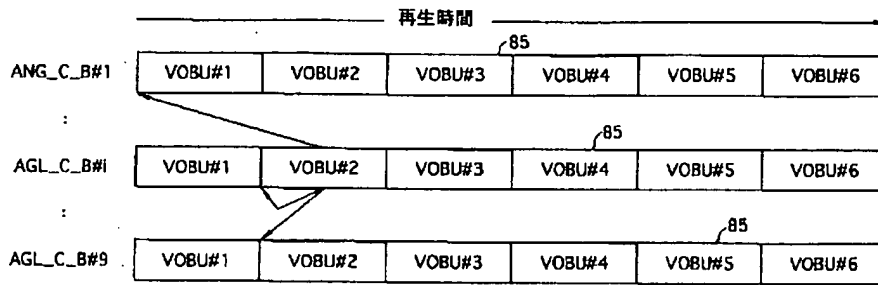 再生時間
85
ANG_C_B#1 VOBU#1 VOBU#2 VOBU#3 VOBU#4 VOBU#5 VOBU#6
:
85
AGL_C_B#i VOBU#1 VOBU#2 VOBU#3 VOBU#4 VOBU#5 VOBU#6
:
85
AGL_C_B#9 VOBU#1 VOBU#2 VOBU#3 VOBU#4 VOBU#5 VOBU#6